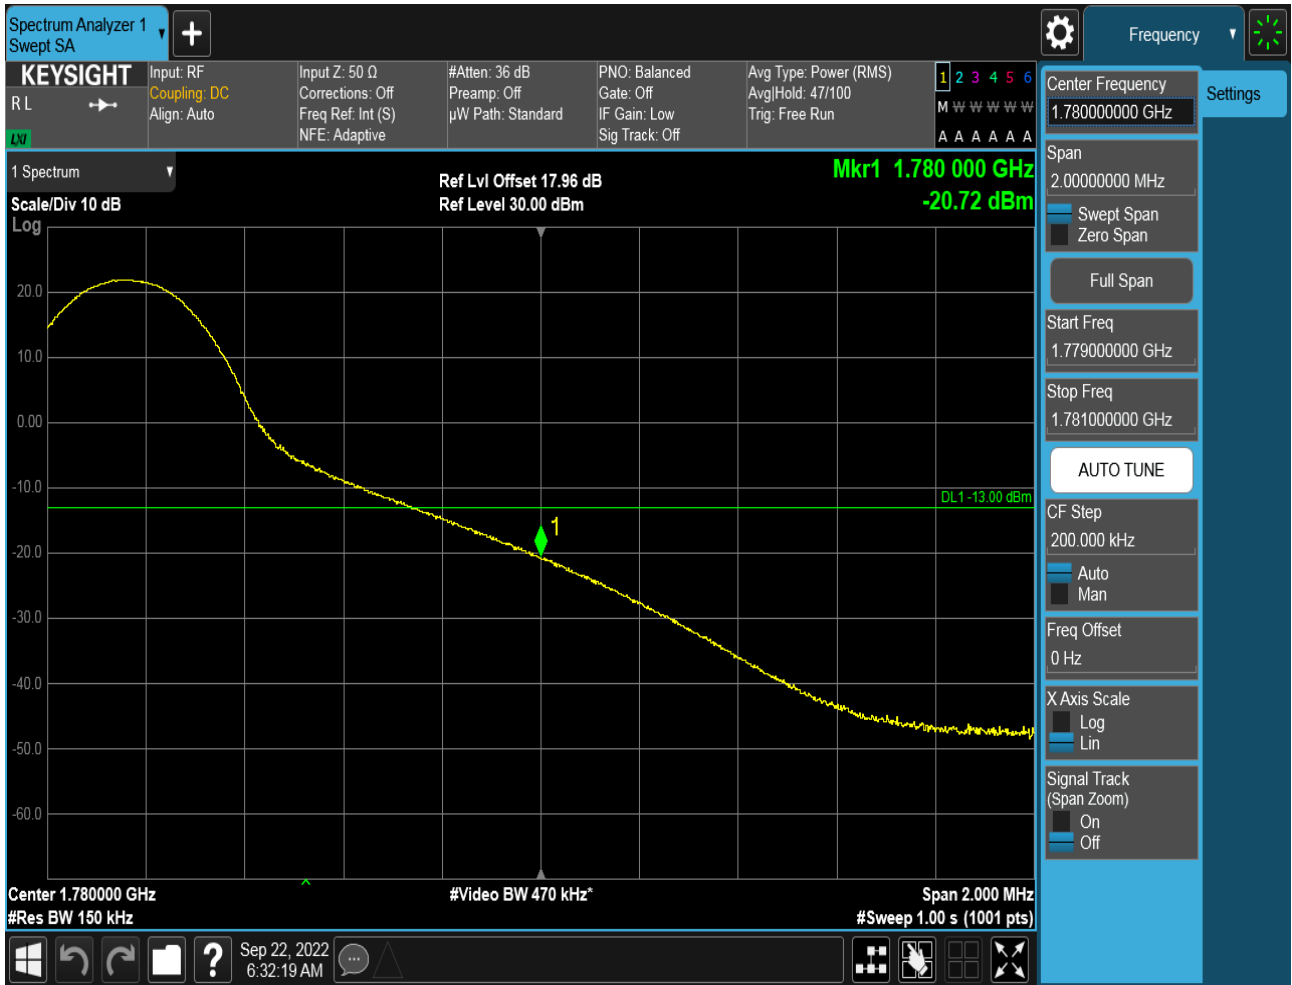 Spectrum Analyzer 1
Swept SA
Frequency
KEYSIGHT
R L
LXI
Input: RF
Coupling: DC
Align: Auto
Input Z: 50 Ω
Corrections: Off
Freq Ref: Int (S)
NFE: Adaptive
#Atten: 36 dB
Preamp: Off
µW Path: Standard
PNO: Balanced
Gate: Off
IF Gain: Low
Sig Track: Off
Avg Type: Power (RMS)
Avg|Hold: 47/100
Trig: Free Run
1 2 3 4 5 6
M W W W W W
A A A A A A
1 Spectrum
Scale/Div 10 dB
Log
Ref Lvl Offset 17.96 dB
Ref Level 30.00 dBm
Mkr1 1.780 000 GHz
-20.72 dBm
20.0
10.0
0.00
-10.0
-20.0
-30.0
-40.0
-50.0
-60.0
DL1 -13.00 dBm
1
Center 1.780000 GHz
#Res BW 150 kHz
#Video BW 470 kHz*
Span 2.000 MHz
#Sweep 1.00 s (1001 pts)
Center Frequency
1.780000000 GHz
Settings
Span
2.00000000 MHz
Swept Span
Zero Span
Full Span
Start Freq
1.779000000 GHz
Stop Freq
1.781000000 GHz
AUTO TUNE
CF Step
200.000 kHz
Auto
Man
Freq Offset
0 Hz
X Axis Scale
Log
Lin
Signal Track
(Span Zoom)
On
Off
?
Sep 22, 2022
6:32:19 AM